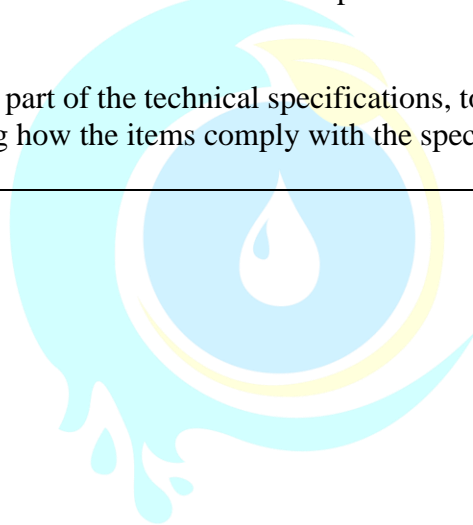 part of the technical specifications, to
g how the items comply with the spec